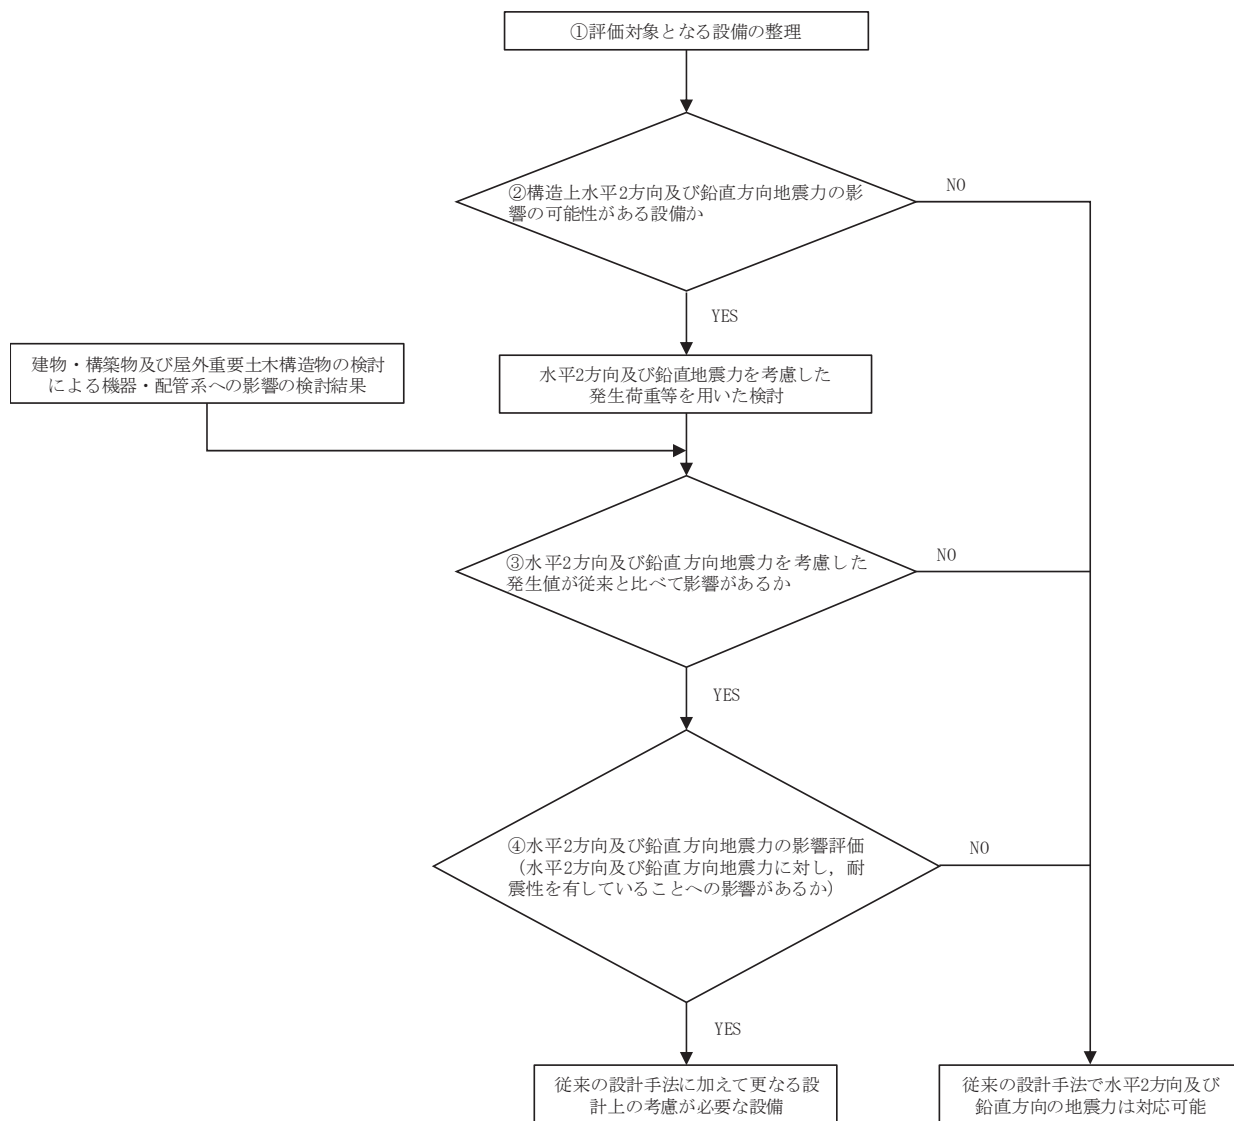 ①評価対象となる設備の整理
②構造上水平2方向及び鉛直方向地震力の影
響の可能性がある設備か
NO
YES
建物・構築物及び屋外重要土木構造物の検討
による機器・配管系への影響の検討結果
水平2方向及び鉛直地震力を考慮した
発生荷重等を用いた検討
③水平2方向及び鉛直方向地震力を考慮した
発生値が従来と比べて影響があるか
NO
YES
④水平2方向及び鉛直方向地震力の影響評価
（水平2方向及び鉛直方向地震力に対し，耐
震性を有していることへの影響があるか）
NO
YES
従来の設計手法に加えて更なる設
計上の考慮が必要な設備
従来の設計手法で水平2方向及び
鉛直方向の地震力は対応可能